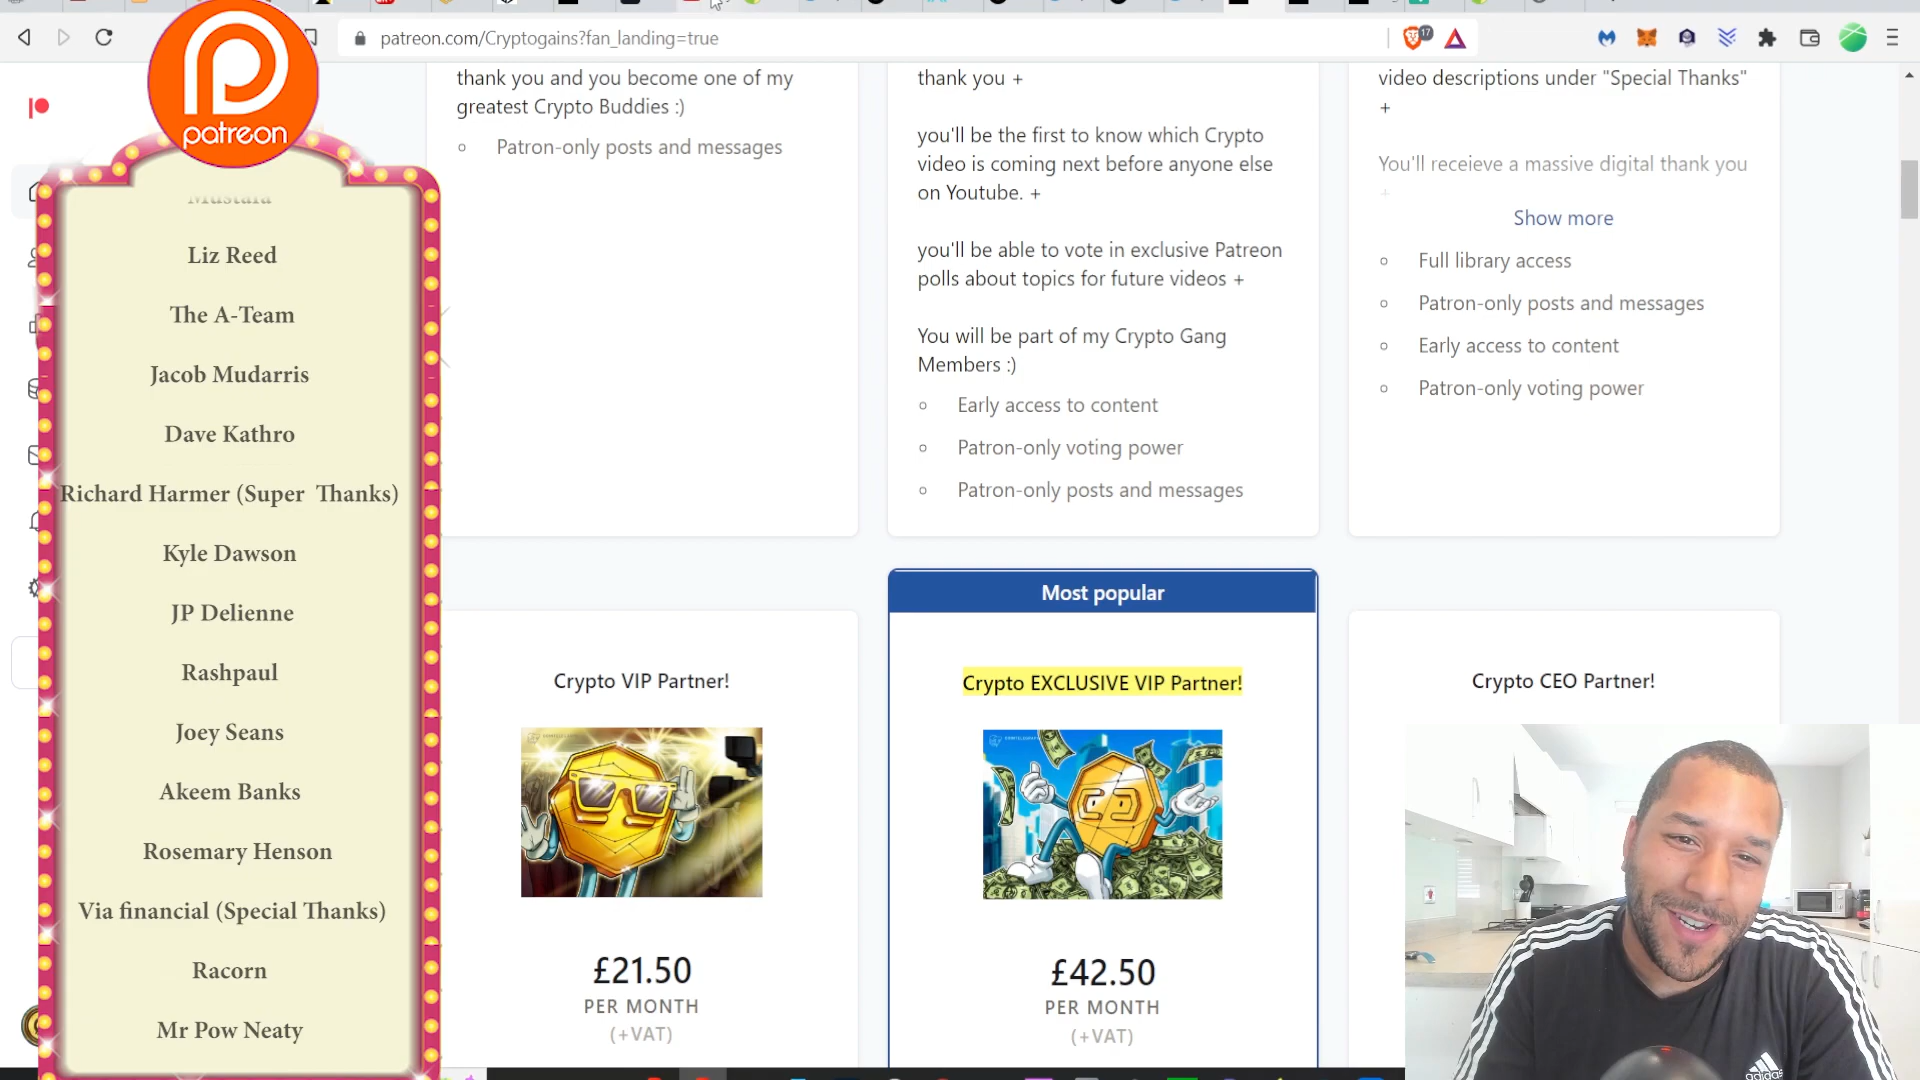 patreon.com/Cryptogains?fan_landing=true
17
patreon
Mustafa
Liz Reed
The A-Team
Jacob Mudarris
Dave Kathro
Richard Harmer (Super Thanks)
Kyle Dawson
JP Delienne
Rashpaul
Joey Seans
Akeem Banks
Rosemary Henson
Via financial (Special Thanks)
Racorn
Mr Pow Neaty
thank you and you become one of my
greatest Crypto Buddies :)
Patron-only posts and messages
thank you +
you'll be the first to know which Crypto
video is coming next before anyone else
on Youtube. +
you'll be able to vote in exclusive Patreon
polls about topics for future videos +
You will be part of my Crypto Gang
Members :)
Early access to content
Patron-only voting power
Patron-only posts and messages
video descriptions under "Special Thanks"
+
You'll receieve a massive digital thank you
+
Show more
Full library access
Patron-only posts and messages
Early access to content
Patron-only voting power
Crypto VIP Partner!
£21.50
PER MONTH
(+VAT)
Most popular
Crypto EXCLUSIVE VIP Partner!
£42.50
PER MONTH
(+VAT)
Crypto CEO Partner!
adidas